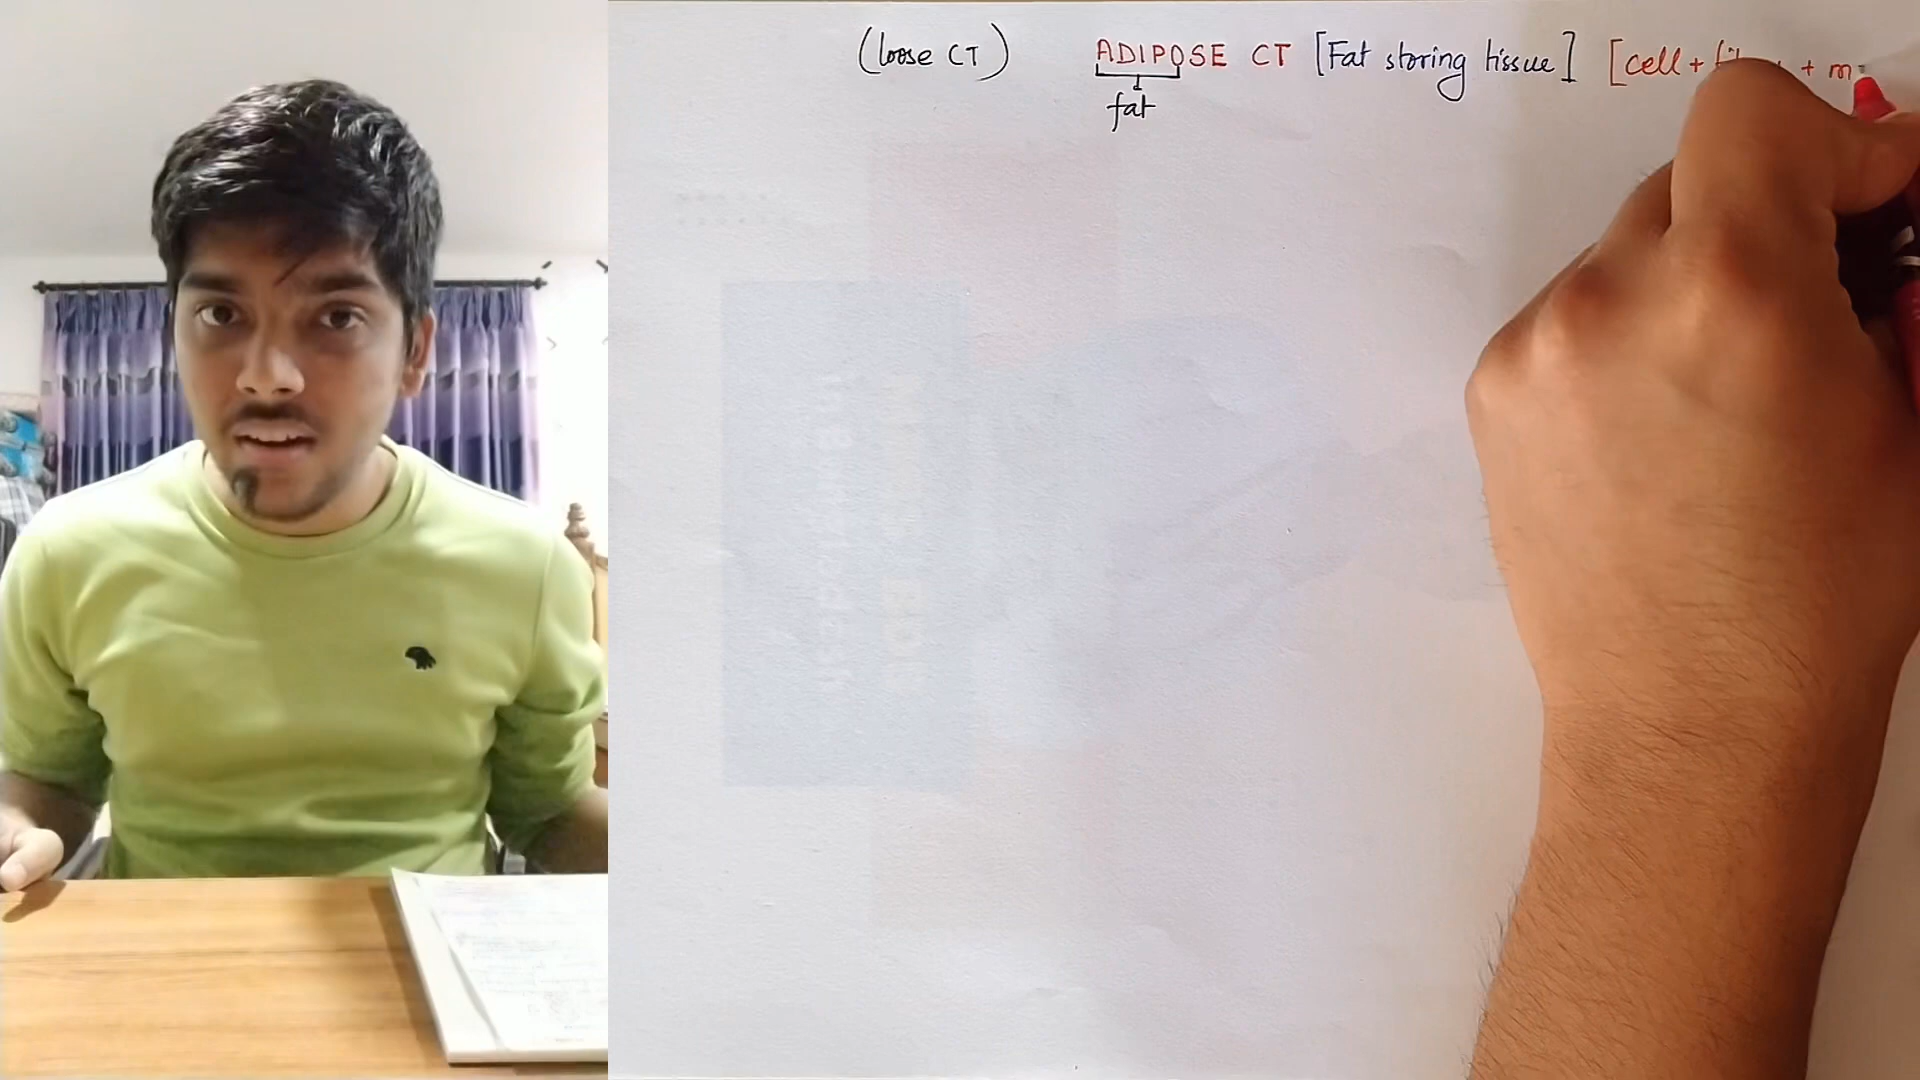 (loose CT) ADIPOSE CT [Fat storing tissue] [cell + + m
fat